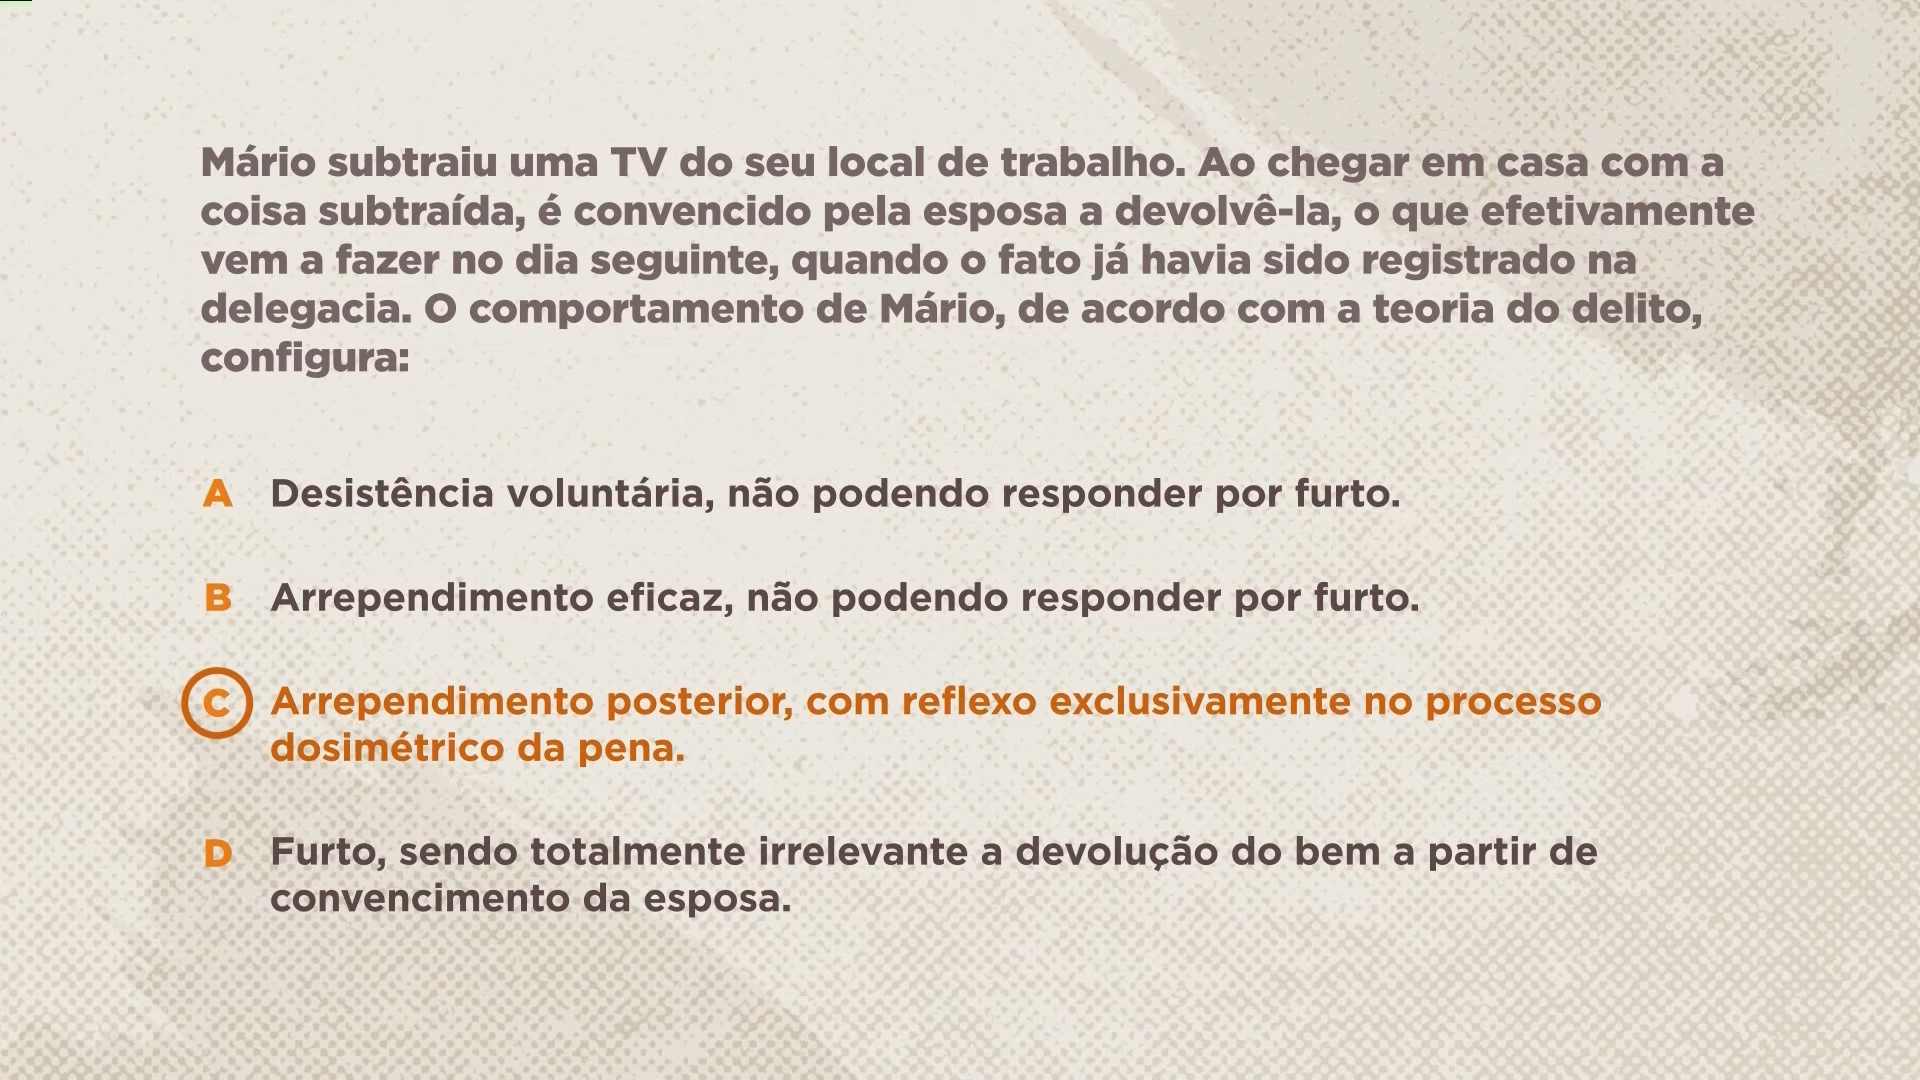 Mário subtraiu uma TV do seu local de trabalho. Ao chegar em casa com a
coisa subtraída, é convencido pela esposa a devolvê-la, o que efetivamente
vem a fazer no dia seguinte, quando o fato já havia sido registrado na
delegacia. O comportamento de Mário, de acordo com a teoria do delito,
configura:
A Desistência voluntária, não podendo responder por furto.
B Arrependimento eficaz, não podendo responder por furto.
C Arrependimento posterior, com reflexo exclusivamente no processo
dosimétrico da pena.
D Furto, sendo totalmente irrelevante a devolução do bem a partir de
convencimento da esposa.